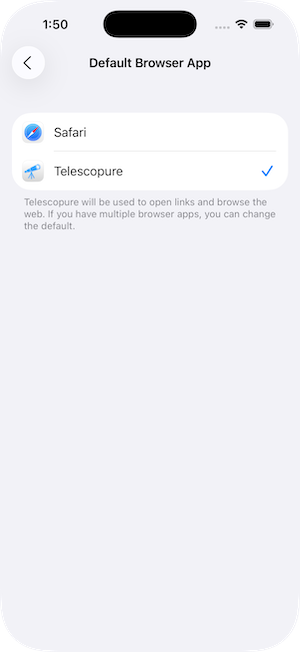 1:50
Default Browser App
Safari
Telescopure
Telescopure will be used to open links and browse the
web. If you have multiple browser apps, you can change
the default.